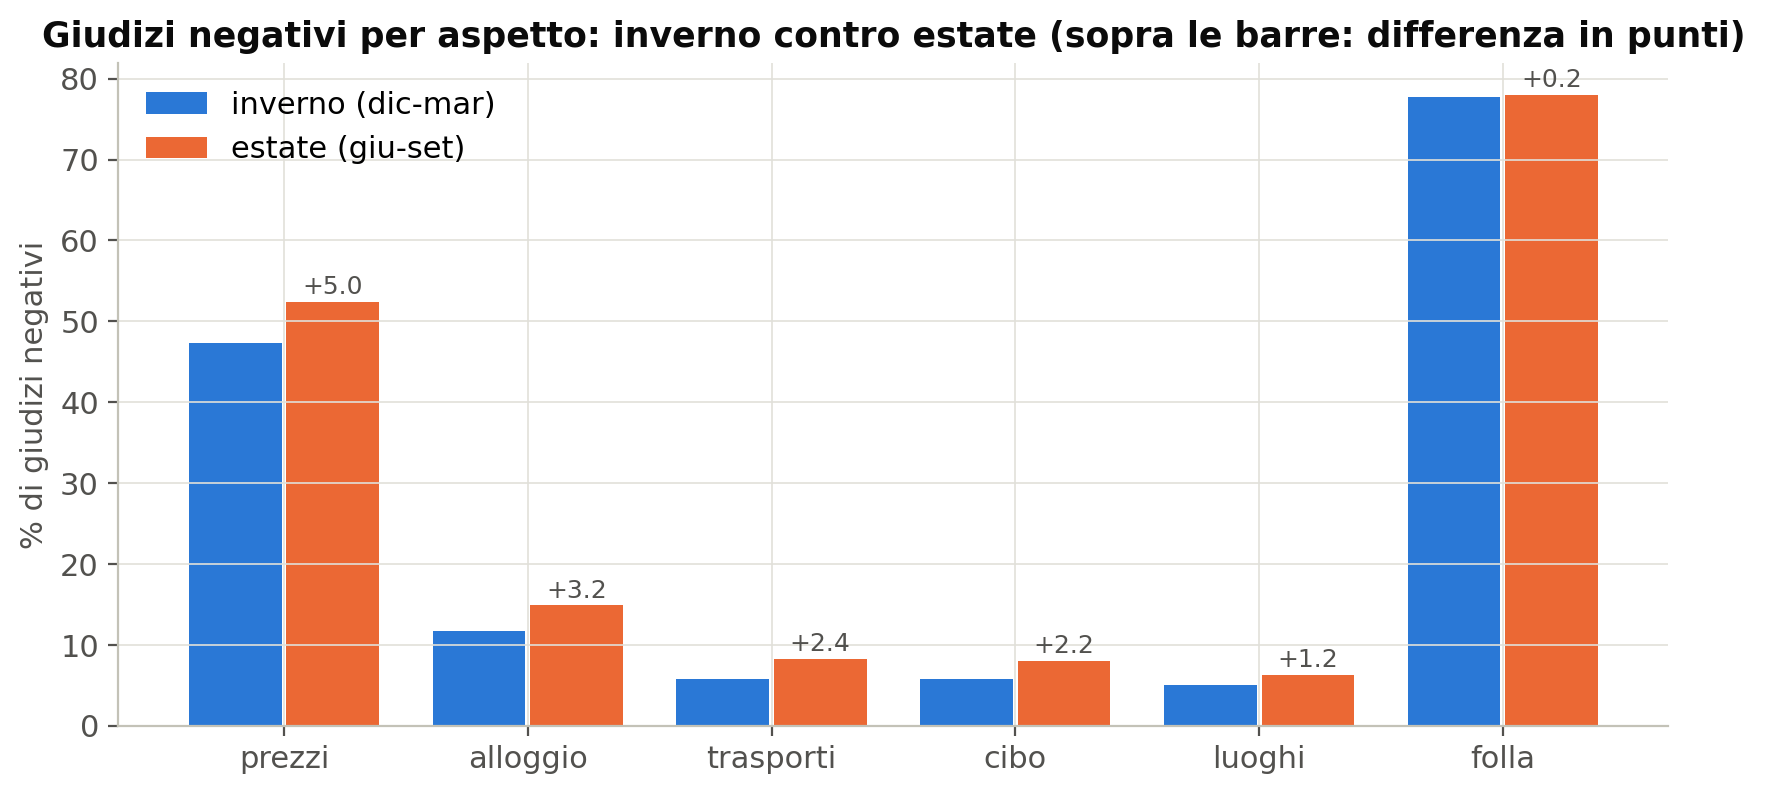 Giudizi negativi per aspetto: inverno contro estate (sopra le barre: differenza in punti)
inverno (dic-mar)
estate (giu-set)
% di giudizi negativi
80
70
60
50
40
30
20
10
0
+5.0
+3.2
+2.4
+2.2
+1.2
+0.2
prezzi
alloggio
trasporti
cibo
luoghi
folla